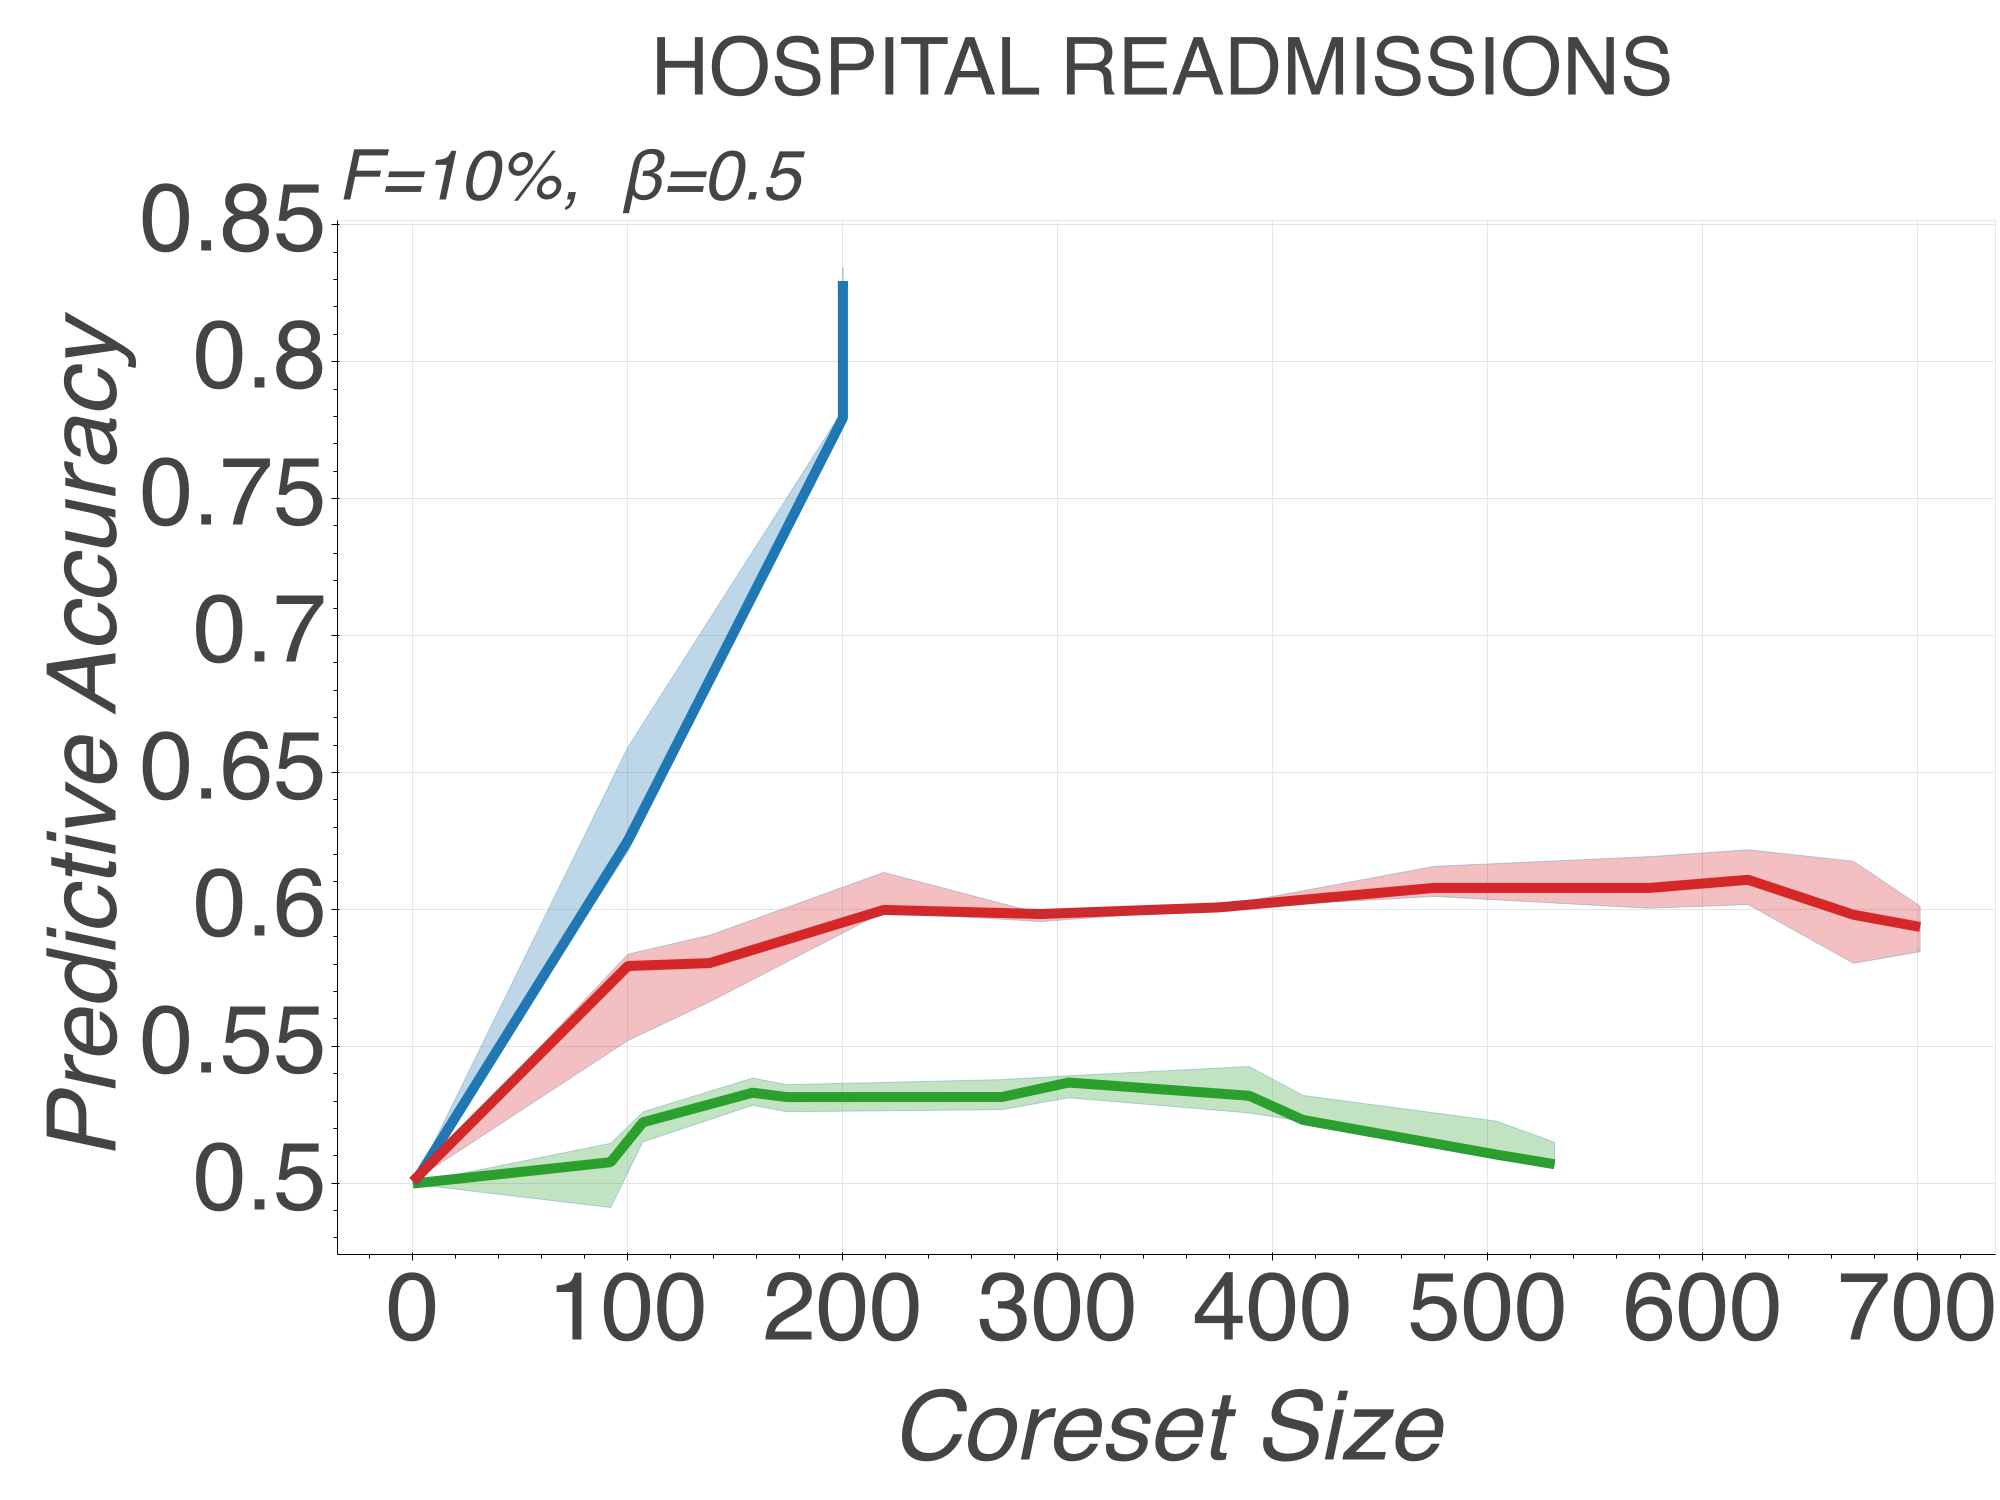 HOSPITAL READMISSIONS
F=10%, β=0.5
Predictive Accuracy
0.85
0.8
0.75
0.7
0.65
0.6
0.55
0.5
0 100 200 300 400 500 600 700
Coreset Size